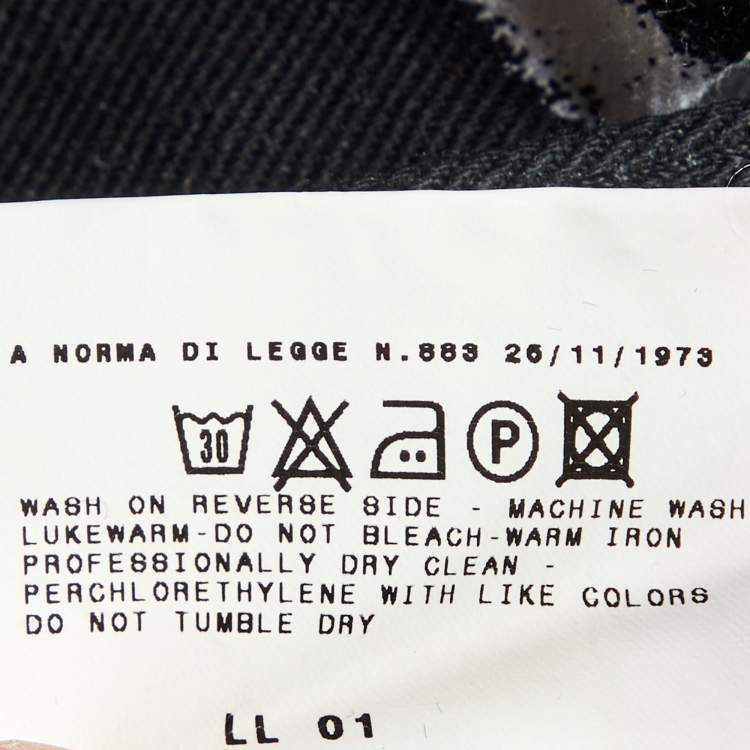 A NORMA DI LEGGE N.883 26/11/1973
30 P
WASH ON REVERSE SIDE - MACHINE WASH
LUKEWARM-DO NOT BLEACH-WARM IRON
PROFESSIONALLY DRY CLEAN -
PERCHLORETHYLENE WITH LIKE COLORS
DO NOT TUMBLE DRY
LL 01